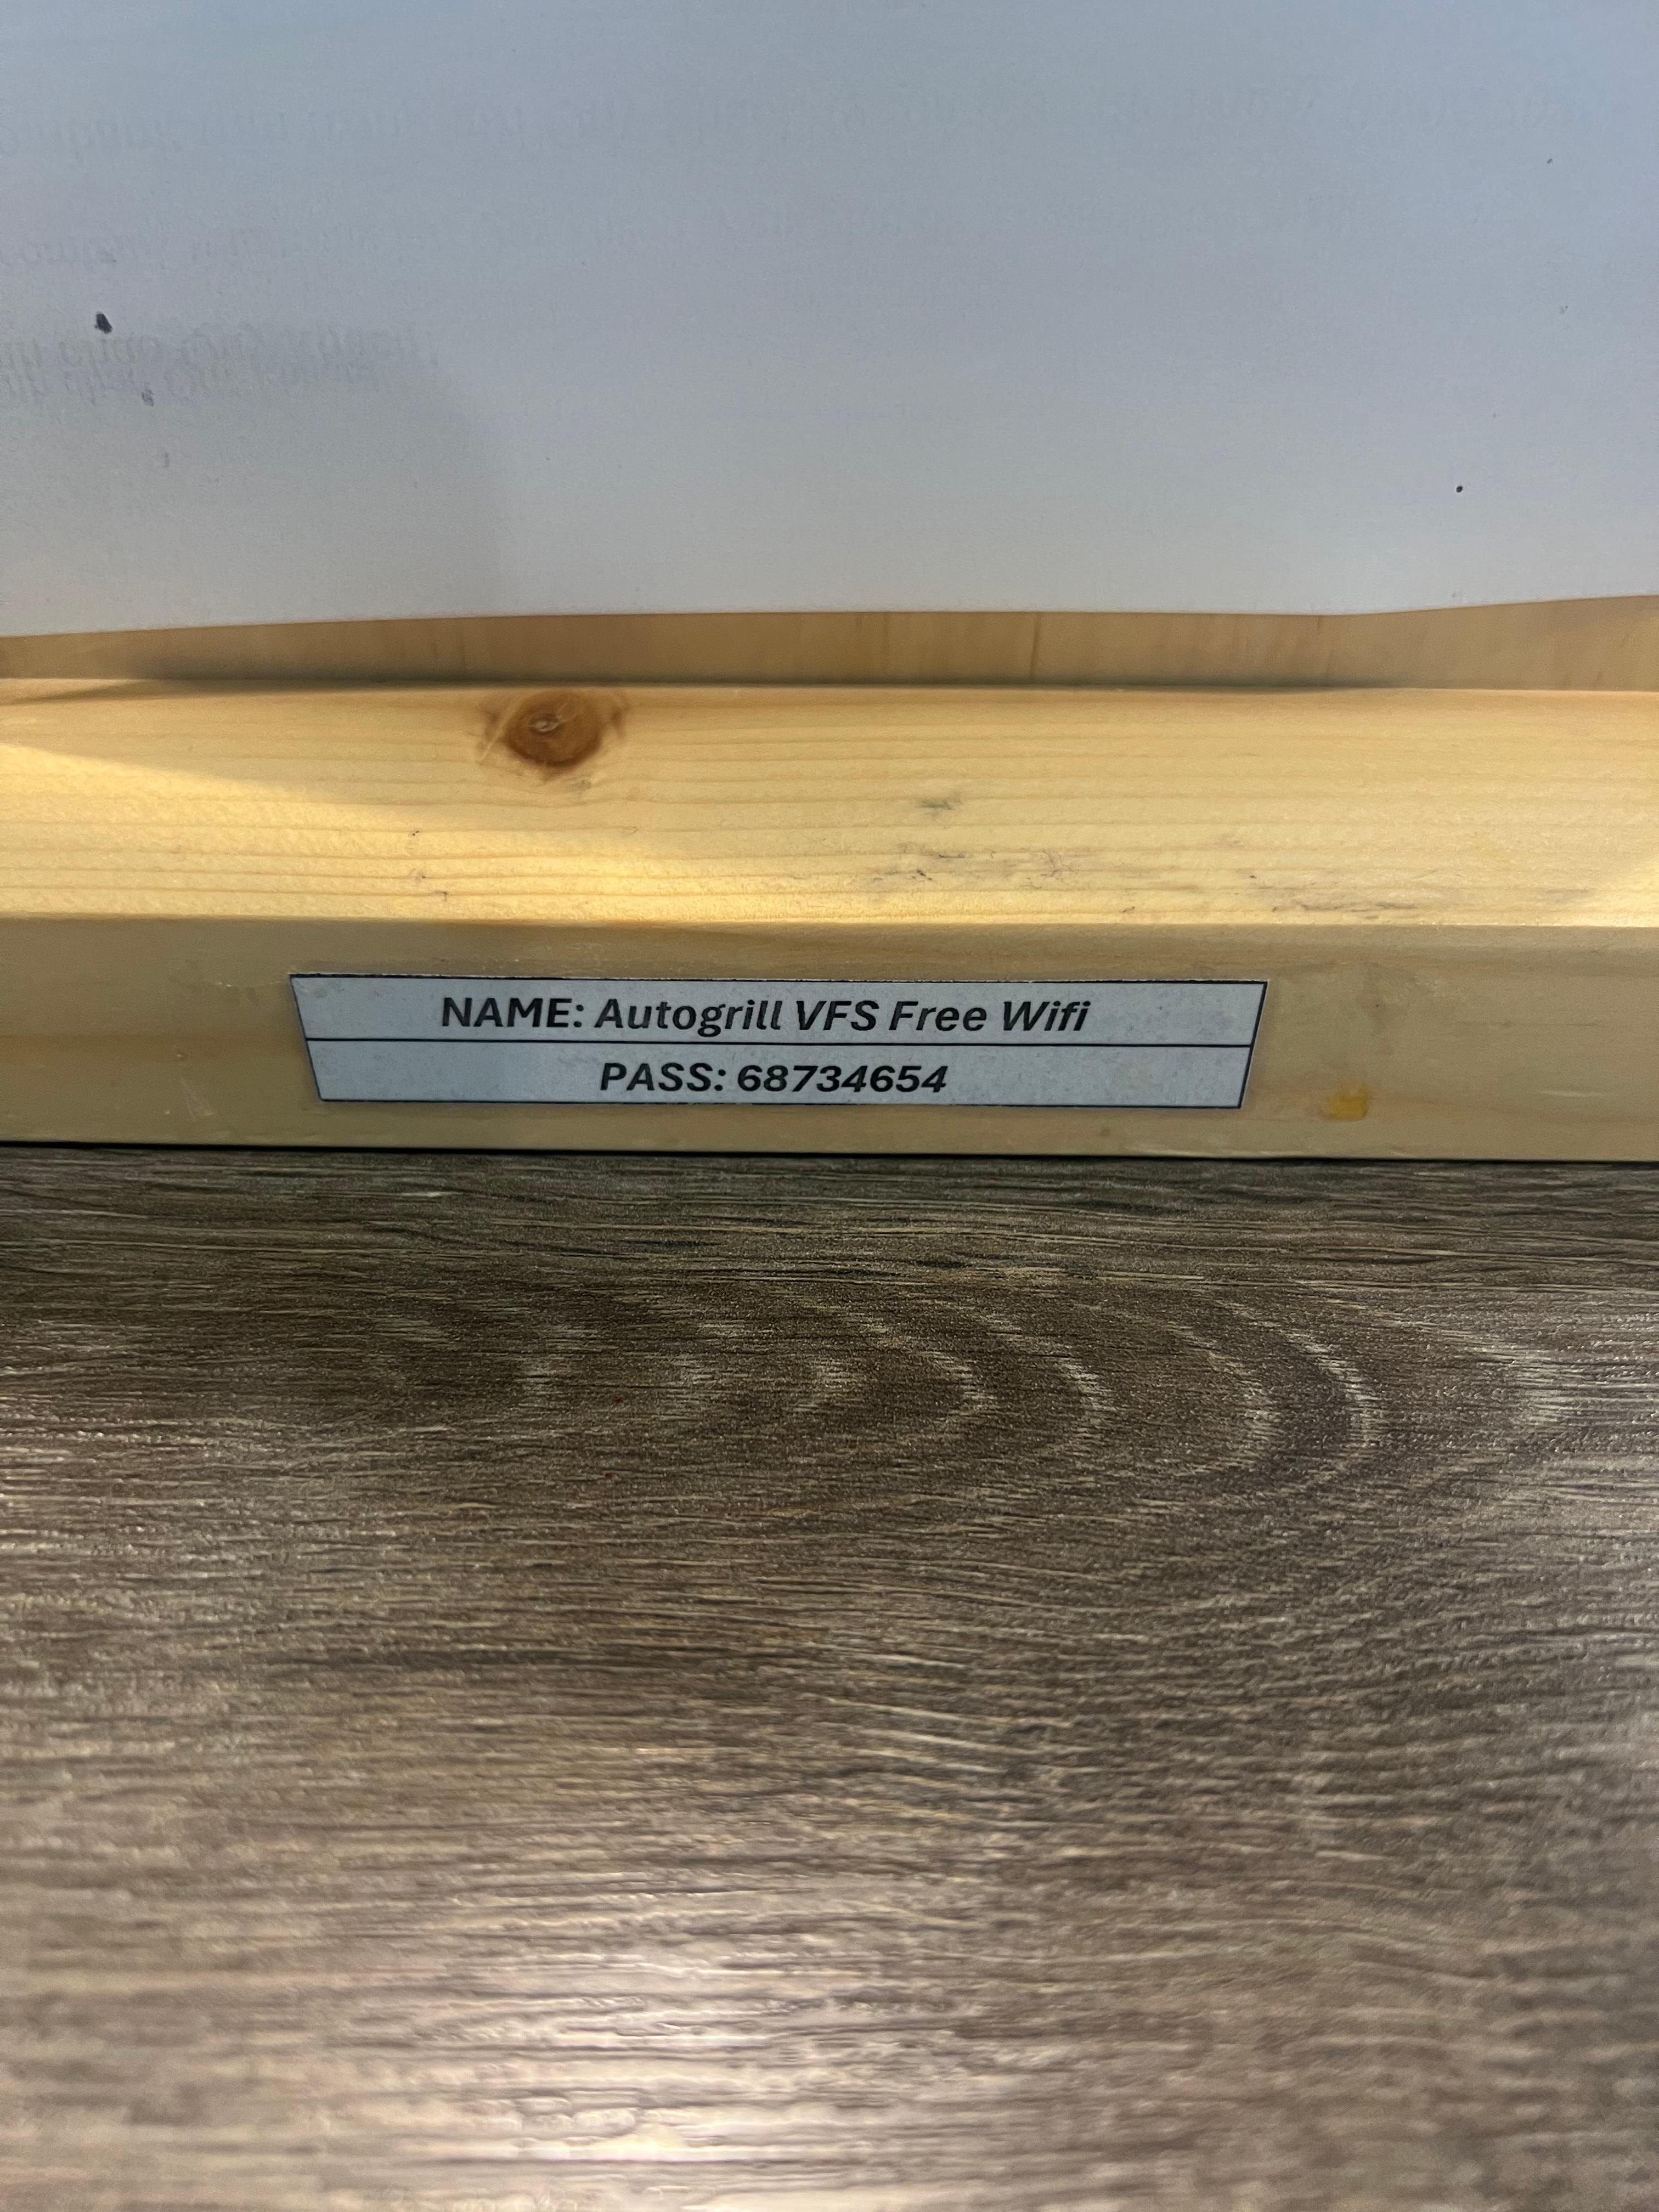 NAME: Autogrill VFS Free Wifi
PASS: 68734654